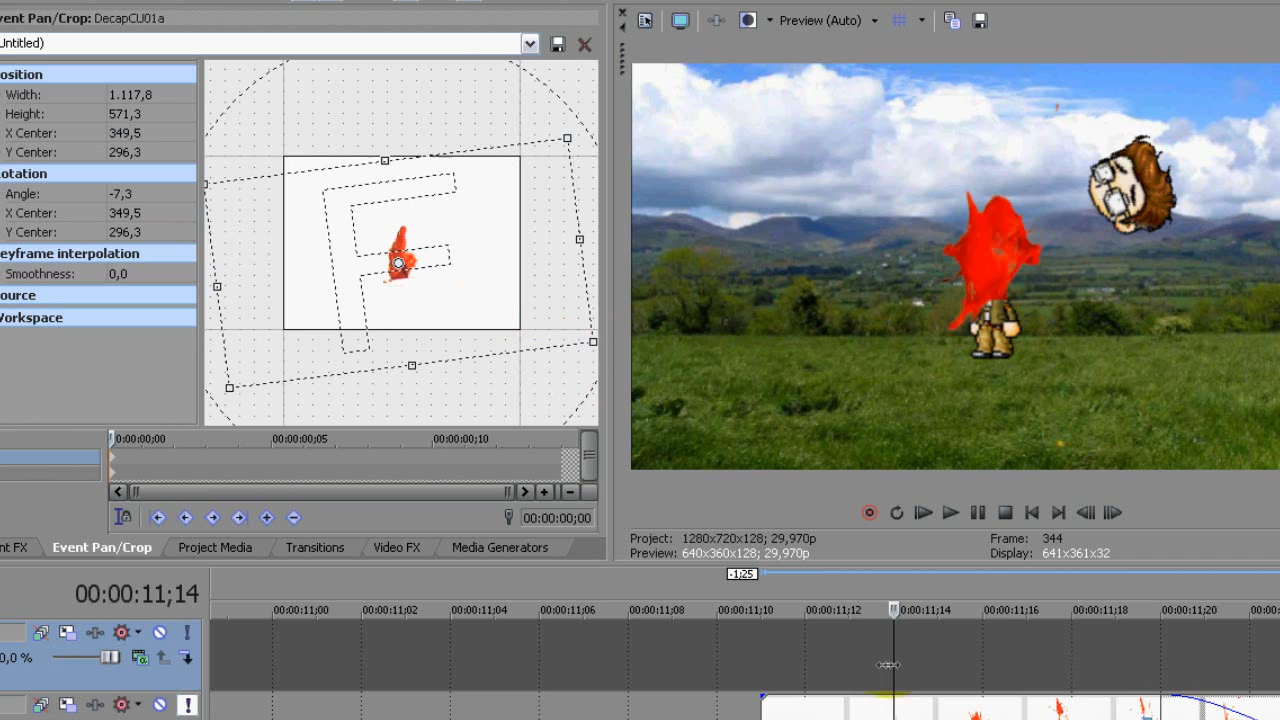 vent Pan/Crop: DecapCU01a
Untitled)
osition
Width: 1.117,8
Height: 571,3
X Center: 349,5
Y Center: 296,3
otation
Angle: -7,3
X Center: 349,5
Y Center: 296,3
eyframe interpolation
Smoothness: 0,0
ource
Workspace
0:00:00;00 00:00:00;05 00:00:00;10
00:00:00;00
nt FX Event Pan/Crop Project Media Transitions Video FX Media Generators
Preview (Auto)
Project: 1280x720x128; 29,970p Frame: 344
Preview: 640x360x128; 29,970p Display: 641x361x32
-1;25
00:00:11;14
00:00:11;00 00:00:11;02 00:00:11;04 00:00:11;06 00:00:11;08 00:00:11;10 00:00:11;12 0:00:11;14 00:00:11;16 00:00:11;18 00:00:11;20 00:00
0,0 %